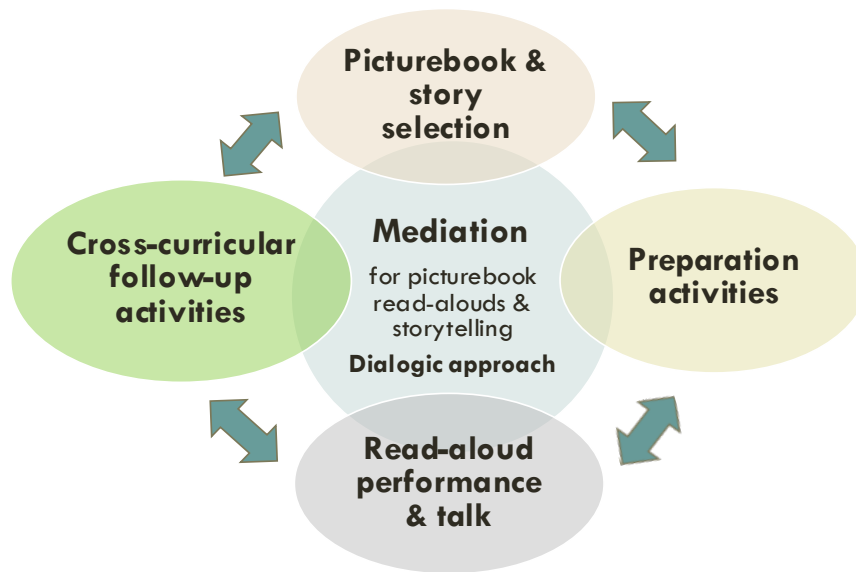 Picturebook &
story
selection
Cross-curricular
follow-up
activities
Mediation
for picturebook
read-alouds &
storytelling
Dialogic approach
Preparation
activities
Read-aloud
performance
& talk